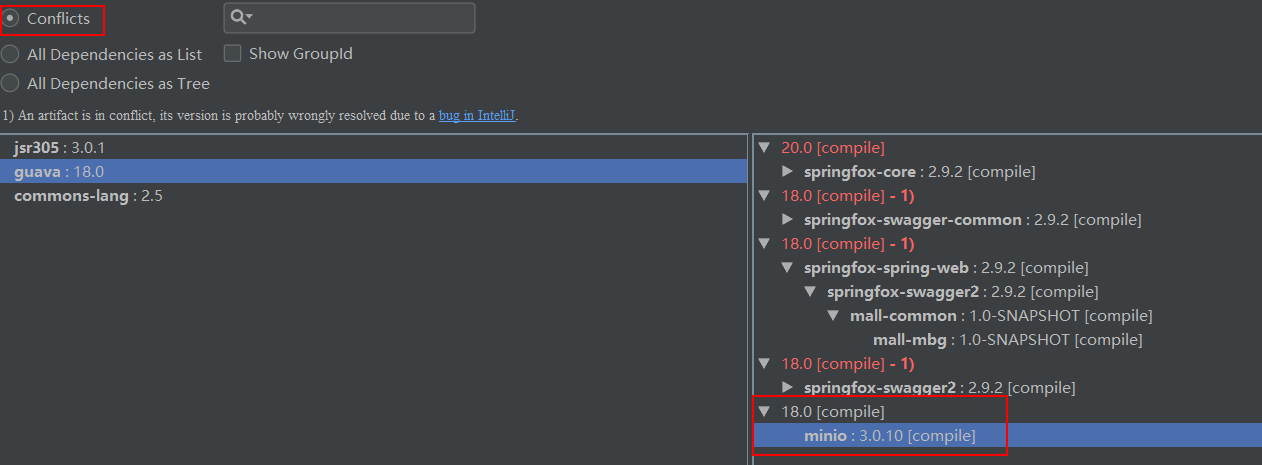 Conflicts
All Dependencies as List
Show GroupId
All Dependencies as Tree
1) An artifact is in conflict, its version is probably wrongly resolved due to a bug in IntelliJ.
jsr305 : 3.0.1
guava : 18.0
commons-lang : 2.5
20.0 [compile]
springfox-core : 2.9.2 [compile]
18.0 [compile] - 1)
springfox-swagger-common : 2.9.2 [compile]
18.0 [compile] - 1)
springfox-spring-web : 2.9.2 [compile]
springfox-swagger2 : 2.9.2 [compile]
mall-common : 1.0-SNAPSHOT [compile]
mall-mbg : 1.0-SNAPSHOT [compile]
18.0 [compile] - 1)
springfox-swagger2 : 2.9.2 [compile]
18.0 [compile]
minio : 3.0.10 [compile]